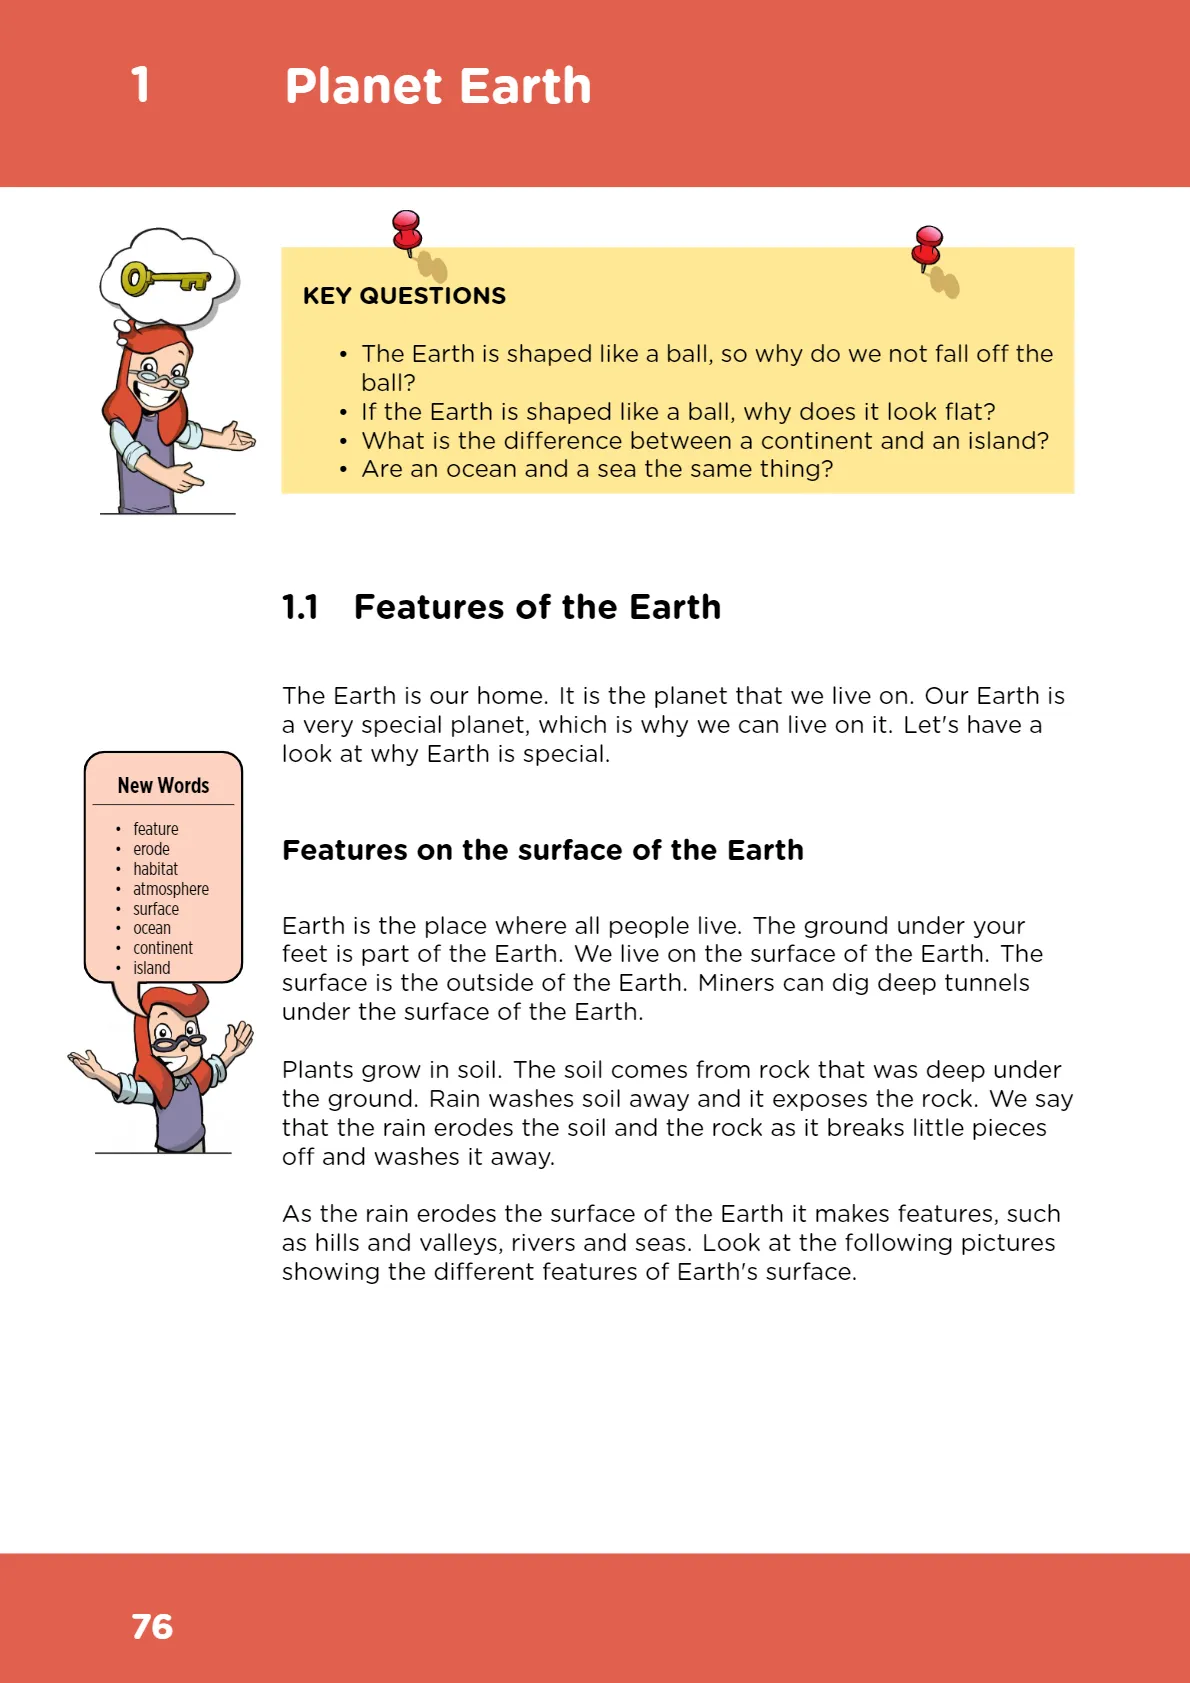 1 Planet Earth
KEY QUESTIONS
• The Earth is shaped like a ball, so why do we not fall off the
ball?
• If the Earth is shaped like a ball, why does it look flat?
• What is the difference between a continent and an island?
• Are an ocean and a sea the same thing?
1.1 Features of the Earth
The Earth is our home. It is the planet that we live on. Our Earth is
a very special planet, which is why we can live on it. Let's have a
look at why Earth is special.
New Words
• feature
• erode
• habitat
• atmosphere
• surface
• ocean
• continent
• island
Features on the surface of the Earth
Earth is the place where all people live. The ground under your
feet is part of the Earth. We live on the surface of the Earth. The
surface is the outside of the Earth. Miners can dig deep tunnels
under the surface of the Earth.
Plants grow in soil. The soil comes from rock that was deep under
the ground. Rain washes soil away and it exposes the rock. We say
that the rain erodes the soil and the rock as it breaks little pieces
off and washes it away.
As the rain erodes the surface of the Earth it makes features, such
as hills and valleys, rivers and seas. Look at the following pictures
showing the different features of Earth's surface.
76